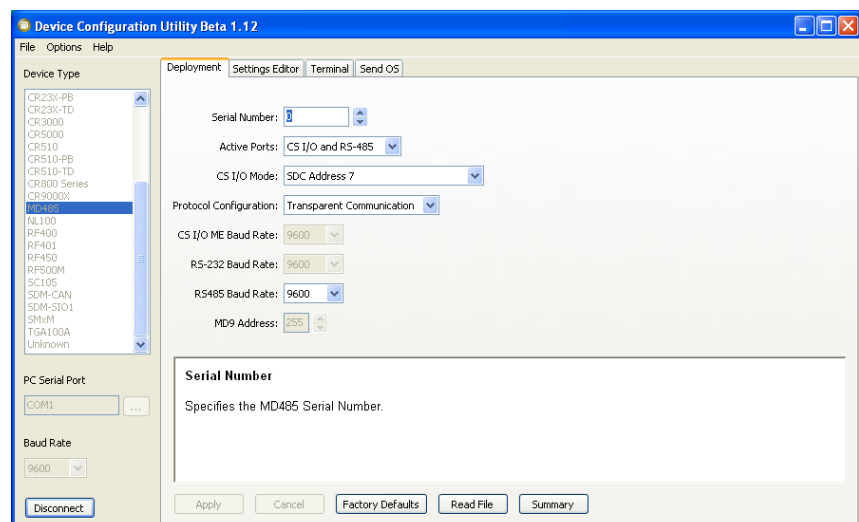 Device Configuration Utility Beta 1.12
File Options Help
Device Type
CR23X-PB
CR23X-TD
CR3000
CR5000
CR510
CR510-PB
CR510-TD
CR800 Series
CR9000X
MD485
NL100
RF400
RF401
RF450
RF500M
SC105
SDM-CAN
SDM-SIO1
SMxM
TGA100A
Unknown
PC Serial Port
COM1
...
Baud Rate
9600
Disconnect
Deployment Settings Editor Terminal Send OS
Serial Number: 0
Active Ports: CS I/O and RS-485
CS I/O Mode: SDC Address 7
Protocol Configuration: Transparent Communication
CS I/O ME Baud Rate: 9600
RS-232 Baud Rate: 9600
RS485 Baud Rate: 9600
MD9 Address: 255
Serial Number
Specifies the MD485 Serial Number.
Apply Cancel Factory Defaults Read File Summary